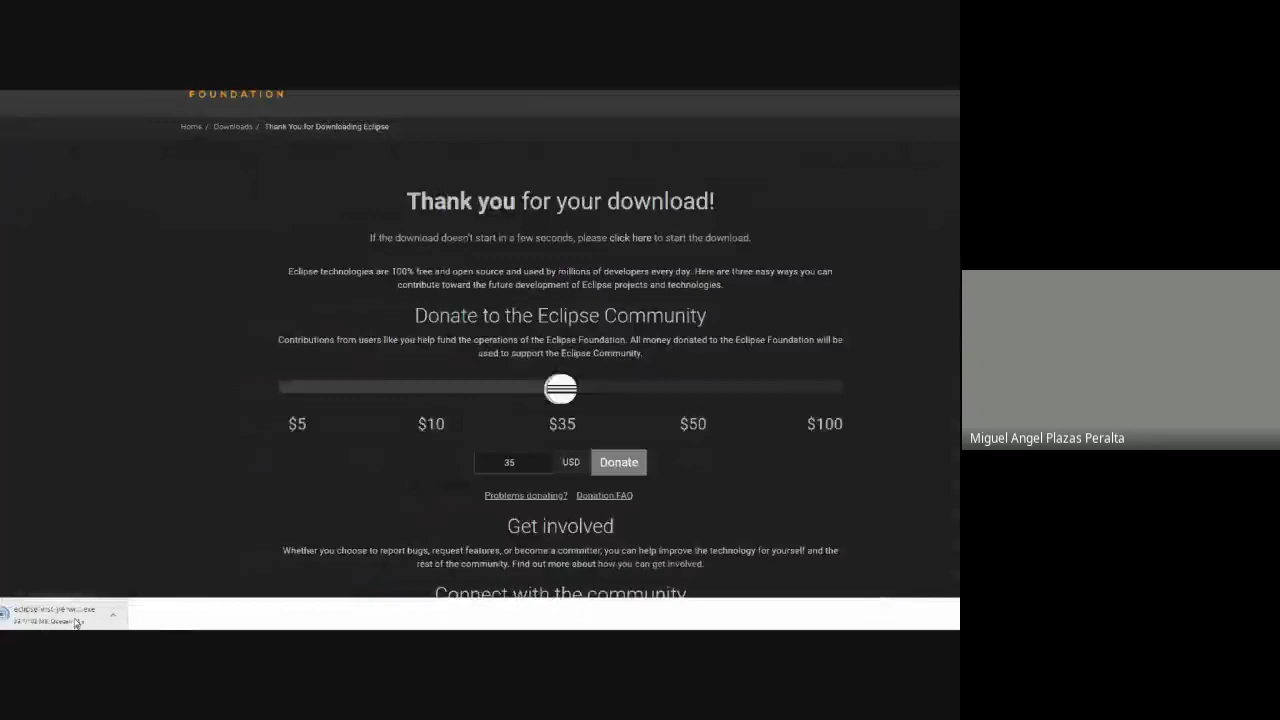 FOUNDATION
Home / Downloads / Thank You for Downloading Eclipse
Thank you for your download!
If the download doesn't start in a few seconds, please click here to start the download.
Eclipse technologies are 100% free and open source and used by millions of developers every day. Here are three easy ways you can
contribute toward the future development of Eclipse projects and technologies.
Donate to the Eclipse Community
Contributions from users like you help fund the operations of the Eclipse Foundation. All money donated to the Eclipse Foundation will be
used to support the Eclipse Community.
$5 $10 $35 $50 $100
35 USD Donate
Problems donating? Donation FAQ
Miguel Angel Plazas Peralta
Get involved
Whether you choose to report bugs, request features, or become a committer, you can help improve the technology for yourself and the
rest of the community. Find out more about how you can get involved.
Connect with the community